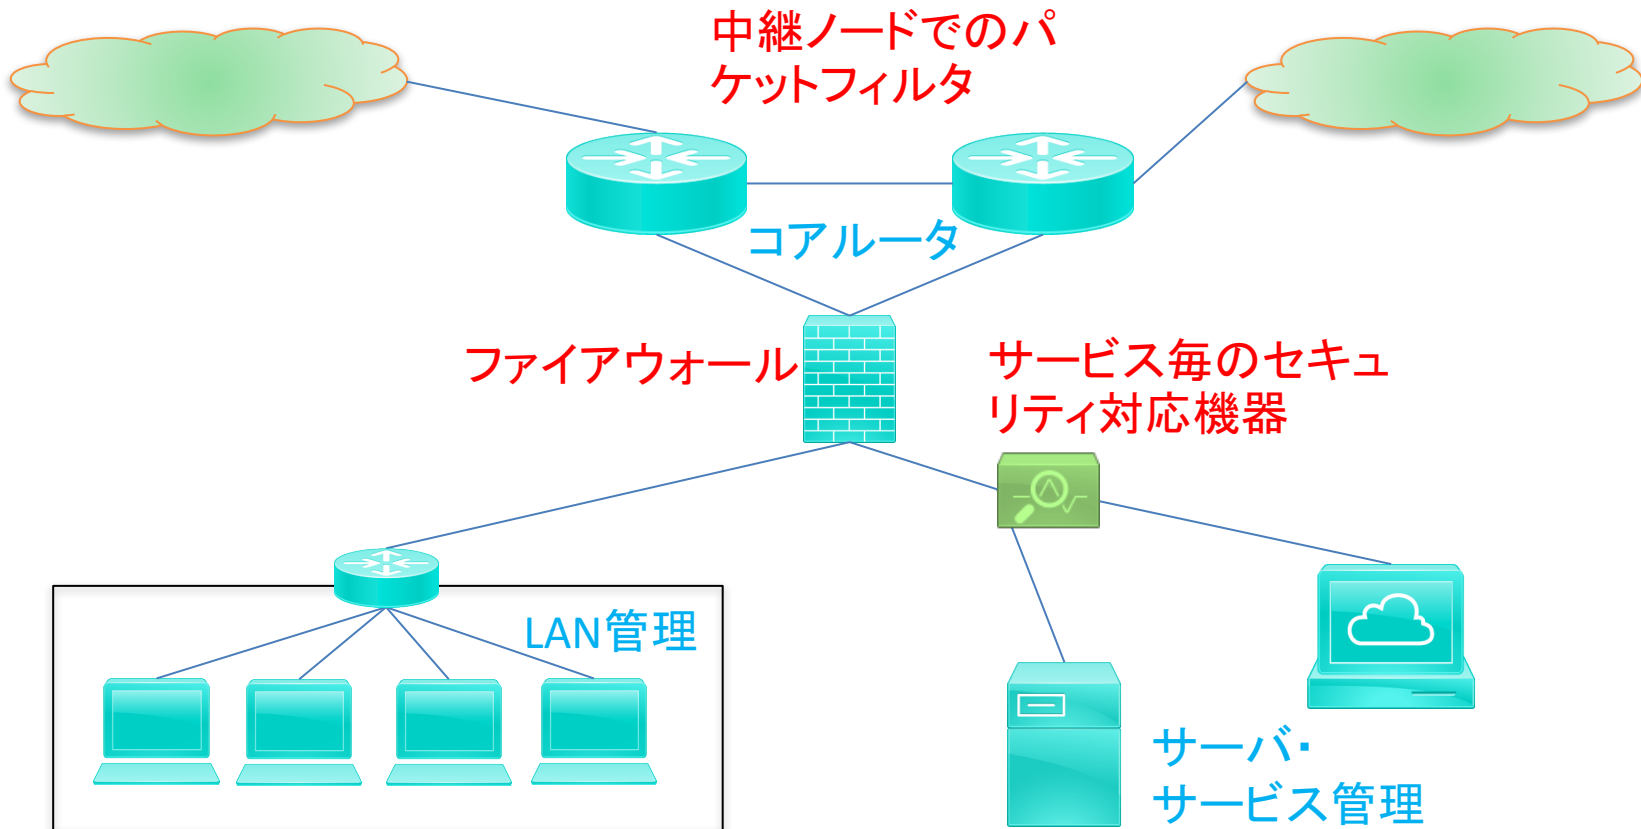 中継ノードでのパ
ケットフィルタ
コアルータ
ファイアウォール
サービス毎のセキュ
リティ対応機器
LAN管理
サーバ・
サービス管理